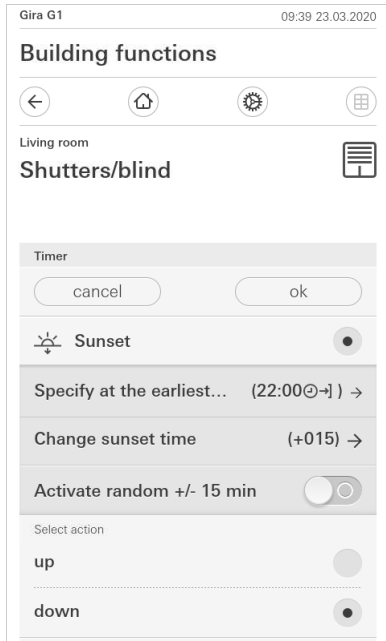 Gira G1 09:39 23.03.2020
Building functions
Living room
Shutters/blind
Timer
cancel ok
Sunset
Specify at the earliest... (22:00⏲→] ) →
Change sunset time (+015) →
Activate random +/- 15 min
Select action
up
down